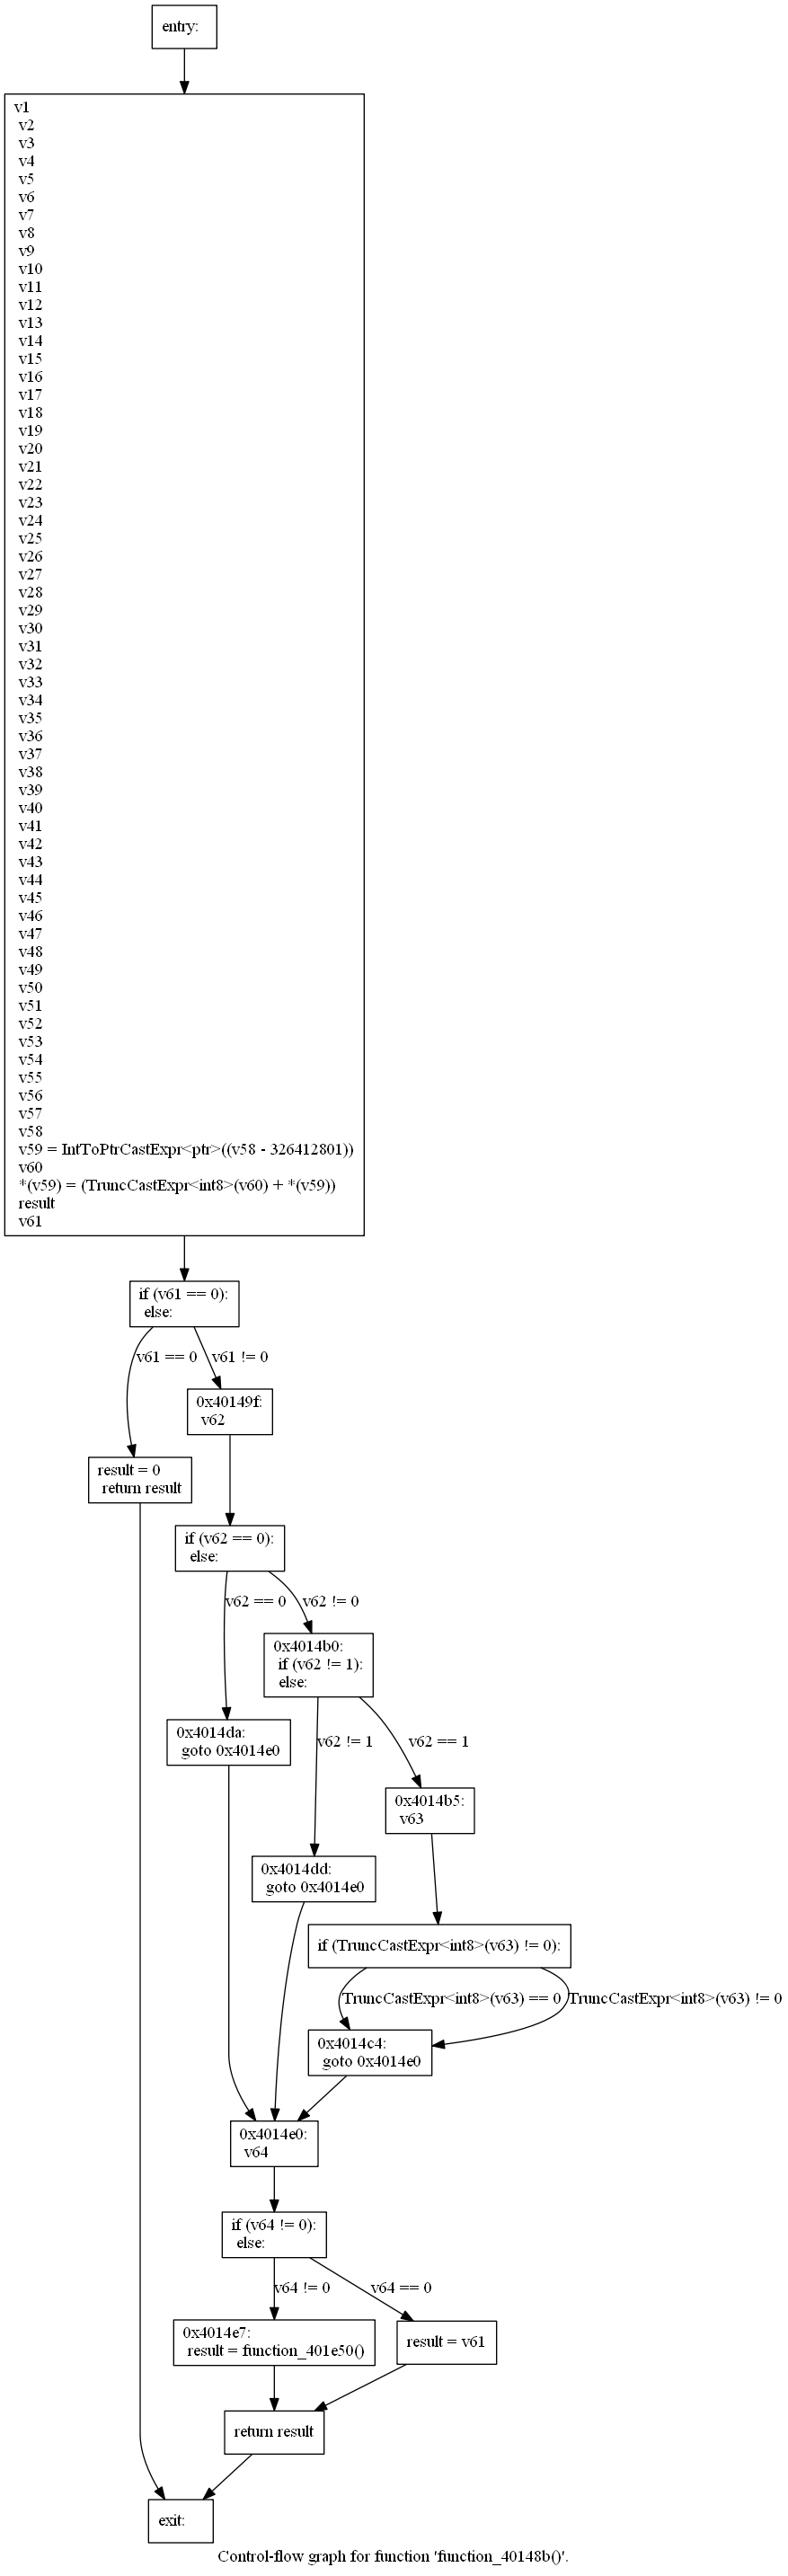 entry:
v1
v2
v3
v4
v5
v6
v7
v8
v9
v10
v11
v12
v13
v14
v15
v16
v17
v18
v19
v20
v21
v22
v23
v24
v25
v26
v27
v28
v29
v30
v31
v32
v33
v34
v35
v36
v37
v38
v39
v40
v41
v42
v43
v44
v45
v46
v47
v48
v49
v50
v51
v52
v53
v54
v55
v56
v57
v58
v59 = IntToPtrCastExpr<ptr>((v58 - 326412801))
v60
*(v59) = (TruncCastExpr<int8>(v60) + *(v59))
result
v61
if (v61 == 0):
else:
v61 == 0
v61 != 0
0x40149f:
v62
result = 0
return result
if (v62 == 0):
else:
v62 == 0
v62 != 0
0x4014b0:
if (v62 != 1):
else:
0x4014da:
goto 0x4014e0
v62 != 1
v62 == 1
0x4014b5:
v63
0x4014dd:
goto 0x4014e0
if (TruncCastExpr<int8>(v63) != 0):
TruncCastExpr<int8>(v63) == 0
TruncCastExpr<int8>(v63) != 0
0x4014c4:
goto 0x4014e0
0x4014e0:
v64
if (v64 != 0):
else:
v64 != 0
v64 == 0
0x4014e7:
result = function_401e50()
result = v61
return result
exit:
Control-flow graph for function 'function_40148b()'.